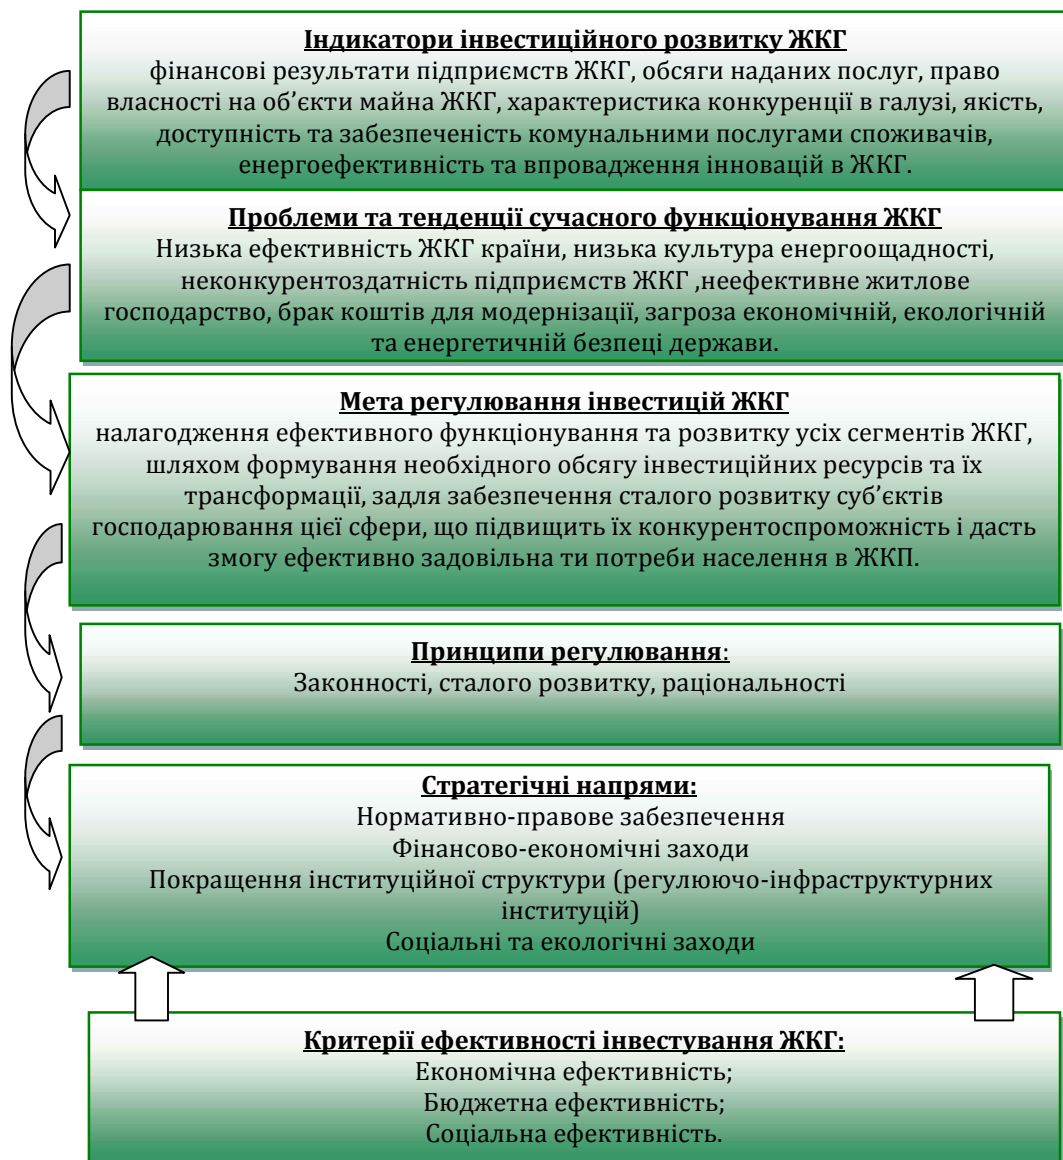 Індикатори інвестиційного розвитку ЖКГ
фінансові результати підприємств ЖКГ, обсяги наданих послуг, право
власності на об’єкти майна ЖКГ, характеристика конкуренції в галузі, якість,
доступність та забезпеченість комунальними послугами споживачів,
енергоефективність та впровадження інновацій в ЖКГ.
Проблеми та тенденції сучасного функціонування ЖКГ
Низька ефективність ЖКГ країни, низька культура енергоощадності,
неконкурентоздатність підприємств ЖКГ ,неефективне житлове
господарство, брак коштів для модернізації, загроза економічній, екологічній
та енергетичній безпеці держави.
Мета регулювання інвестицій ЖКГ
налагодження ефективного функціонування та розвитку усіх сегментів ЖКГ,
шляхом формування необхідного обсягу інвестиційних ресурсів та їх
трансформації, задля забезпечення сталого розвитку суб’єктів
господарювання цієї сфери, що підвищить їх конкурентоспроможність і дасть
змогу ефективно задовільна ти потреби населення в ЖКП.
Принципи регулювання:
Законності, сталого розвитку, раціональності
Стратегічні напрями:
Нормативно-правове забезпечення
Фінансово-економічні заходи
Покращення інституційної структури (регулюючо-інфраструктурних
інституцій)
Соціальні та екологічні заходи
Критерії ефективності інвестування ЖКГ:
Економічна ефективність;
Бюджетна ефективність;
Соціальна ефективність.